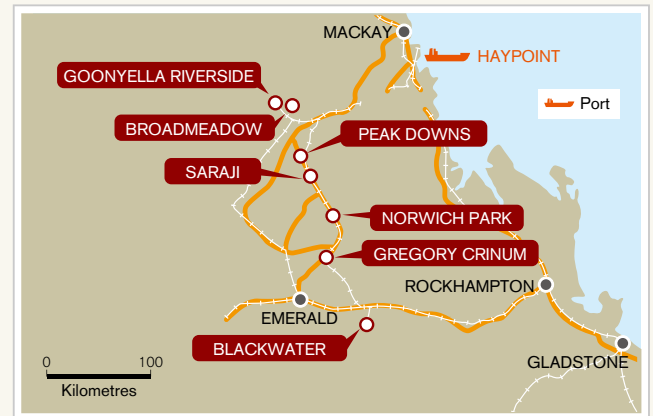 MACKAY
HAYPOINT
GOONYELLA RIVERSIDE
Port
BROADMEADOW
PEAK DOWNS
SARAJI
NORWICH PARK
GREGORY CRINUM
ROCKHAMPTON
EMERALD
BLACKWATER
GLADSTONE
0 100
Kilometres